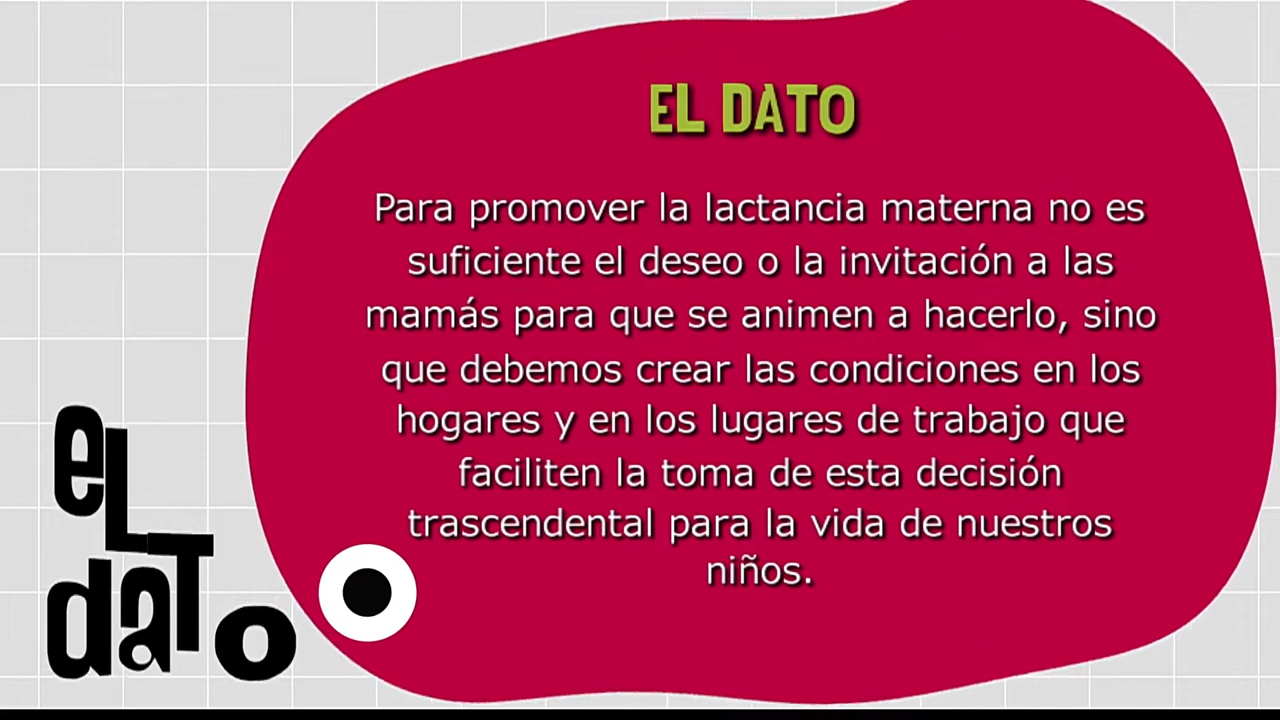 EL DATO
Para promover la lactancia materna no es
suficiente el deseo o la invitación a las
mamás para que se animen a hacerlo, sino
que debemos crear las condiciones en los
hogares y en los lugares de trabajo que
faciliten la toma de esta decisión
trascendental para la vida de nuestros
niños.
eL
daTo